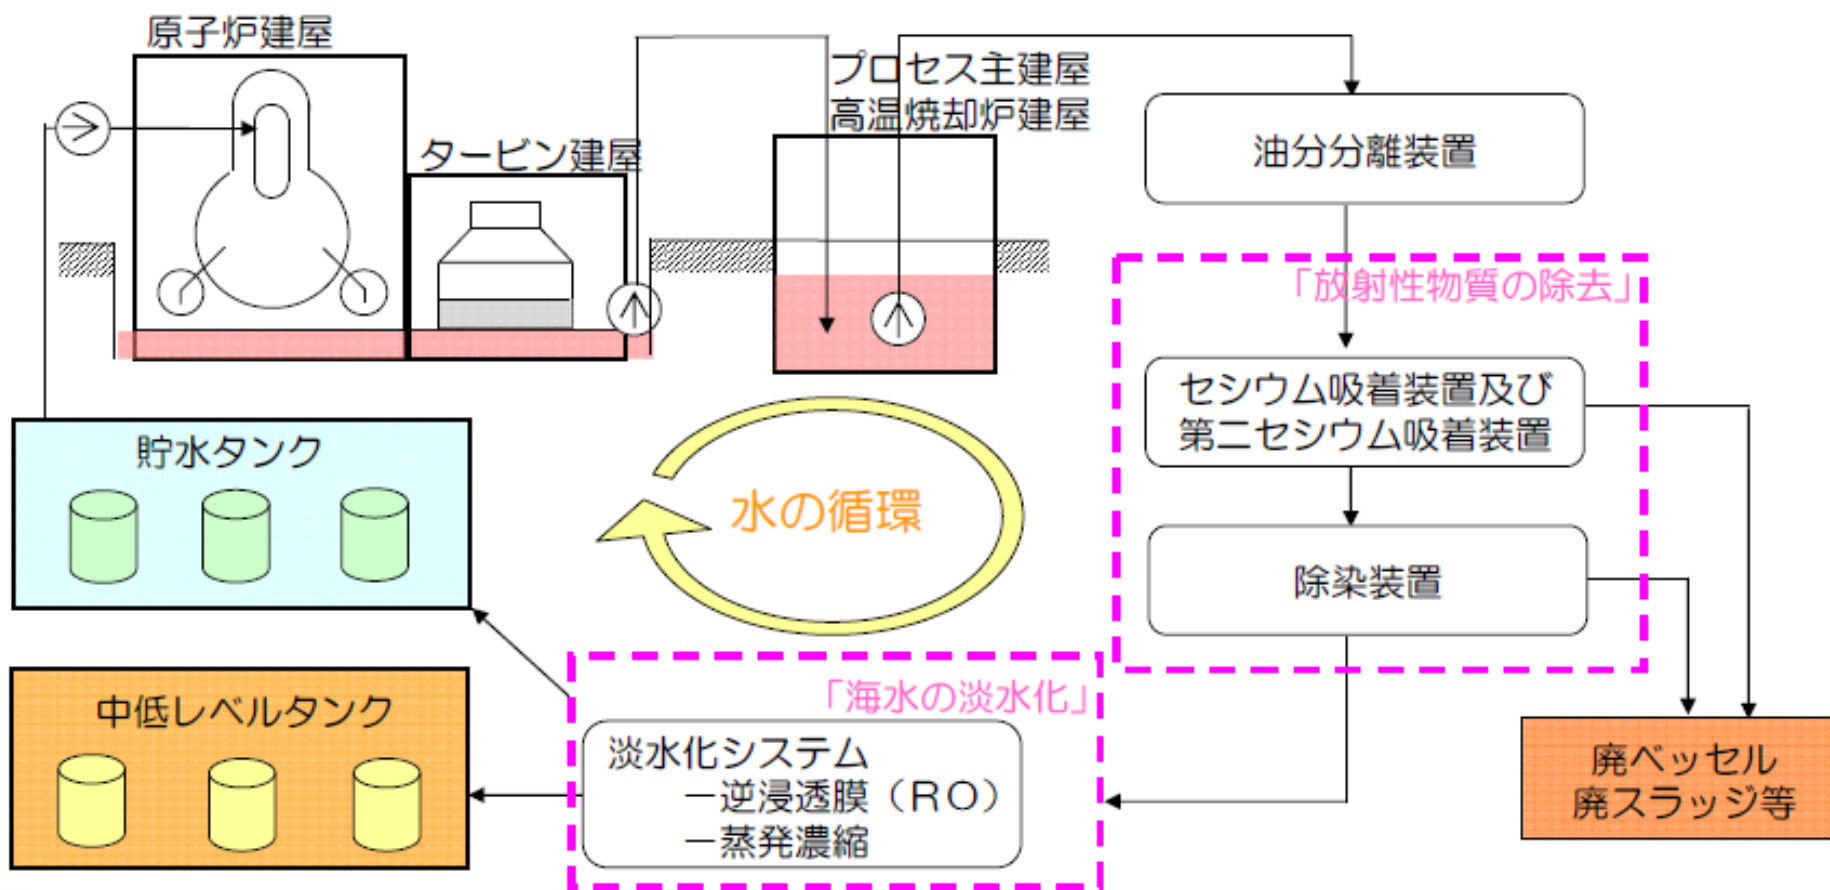 原子炉建屋
タービン建屋
プロセス主建屋
高温焼却炉建屋
油分分離装置
「放射性物質の除去」
セシウム吸着装置及び
第二セシウム吸着装置
除染装置
廃ベッセル
廃スラッジ等
水の循環
貯水タンク
中低レベルタンク
「海水の淡水化」
淡水化システム
－逆浸透膜（ＲＯ）
－蒸発濃縮